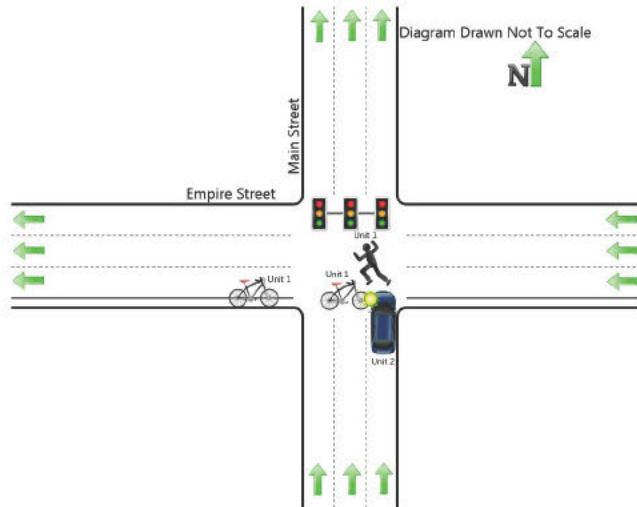 Diagram Drawn Not To Scale
N
Main Street
Empire Street
Unit 1
Unit 1
Unit 1
Unit 2